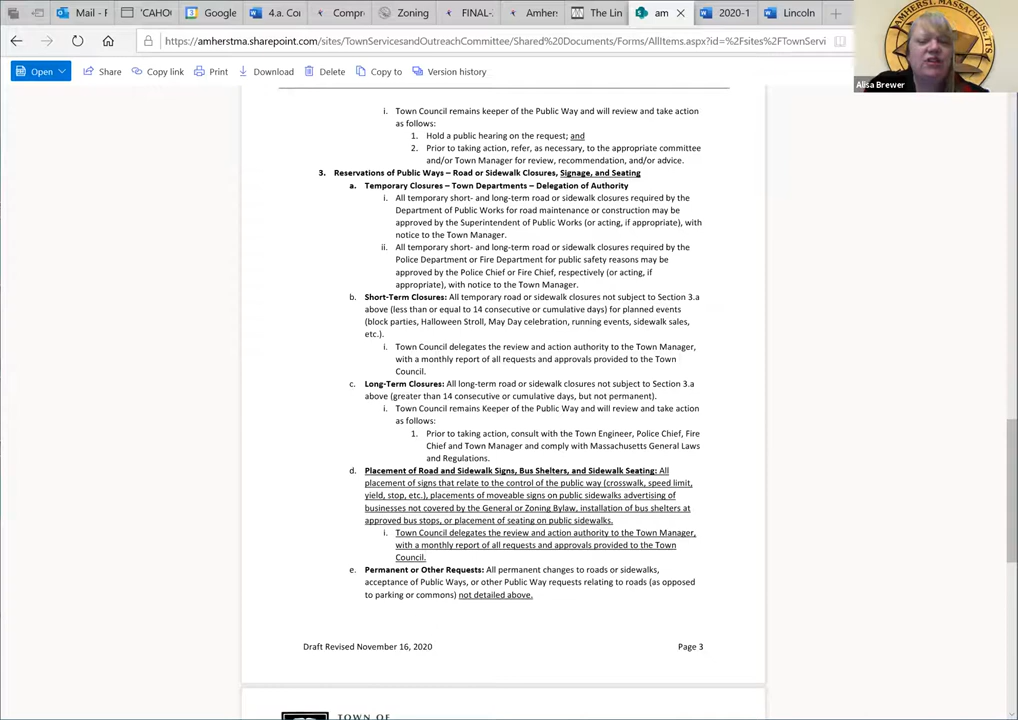 Mail - F
'CAHO
Google
4.a. Cor
Compr
Zoning
FINAL-
Amher
The Lin
am
2020-1
Lincoln
https://amherstma.sharepoint.com/sites/TownServicesandOutreachCommittee/Shared%20Documents/Forms/AllItems.aspx?id=%2Fsites%2FTownServi
Open
Share
Copy link
Print
Download
Delete
Copy to
Version history
AMHERST, MASSACHUSETTS
Alisa Brewer
i. Town Council remains keeper of the Public Way and will review and take action
as follows:
1. Hold a public hearing on the request; and
2. Prior to taking action, refer, as necessary, to the appropriate committee
and/or Town Manager for review, recommendation, and/or advice.
3. Reservations of Public Ways – Road or Sidewalk Closures, Signage, and Seating
a. Temporary Closures – Town Departments – Delegation of Authority
i. All temporary short- and long-term road or sidewalk closures required by the
Department of Public Works for road maintenance or construction may be
approved by the Superintendent of Public Works (or acting, if appropriate), with
notice to the Town Manager.
ii. All temporary short- and long-term road or sidewalk closures required by the
Police Department or Fire Department for public safety reasons may be
approved by the Police Chief or Fire Chief, respectively (or acting, if
appropriate), with notice to the Town Manager.
b. Short-Term Closures: All temporary road or sidewalk closures not subject to Section 3.a
above (less than or equal to 14 consecutive or cumulative days) for planned events
(block parties, Halloween Stroll, May Day celebration, running events, sidewalk sales,
etc.).
i. Town Council delegates the review and action authority to the Town Manager,
with a monthly report of all requests and approvals provided to the Town
Council.
c. Long-Term Closures: All long-term road or sidewalk closures not subject to Section 3.a
above (greater than 14 consecutive or cumulative days, but not permanent).
i. Town Council remains Keeper of the Public Way and will review and take action
as follows:
1. Prior to taking action, consult with the Town Engineer, Police Chief, Fire
Chief and Town Manager and comply with Massachusetts General Laws
and Regulations.
d. Placement of Road and Sidewalk Signs, Bus Shelters, and Sidewalk Seating: All
placement of signs that relate to the control of the public way (crosswalk, speed limit,
yield, stop, etc.), placements of moveable signs on public sidewalks advertising of
businesses not covered by the General or Zoning Bylaw, installation of bus shelters at
approved bus stops, or placement of seating on public sidewalks.
i. Town Council delegates the review and action authority to the Town Manager,
with a monthly report of all requests and approvals provided to the Town
Council.
e. Permanent or Other Requests: All permanent changes to roads or sidewalks,
acceptance of Public Ways, or other Public Way requests relating to roads (as opposed
to parking or commons) not detailed above.
Draft Revised November 16, 2020
Page 3
TOWN OF